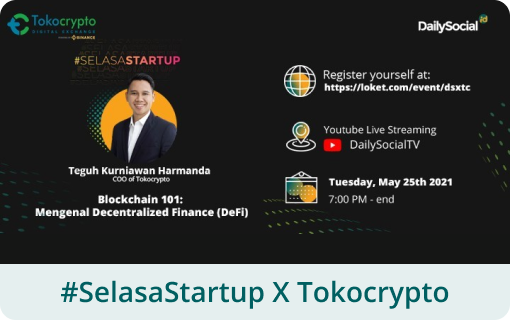 Tokocrypto
DIGITAL EXCHANGE
BINANCE
DailySocial.id
#SELASASTARTUP
Teguh Kurniawan Harmanda
COO of Tokocrypto
Blockchain 101:
Mengenal Decentralized Finance (DeFi)
Register yourself at:
https://loket.com/event/dsxtc
Youtube Live Streaming
DailySocialTV
Tuesday, May 25th 2021
7:00 PM - end
#SelasaStartup X Tokocrypto